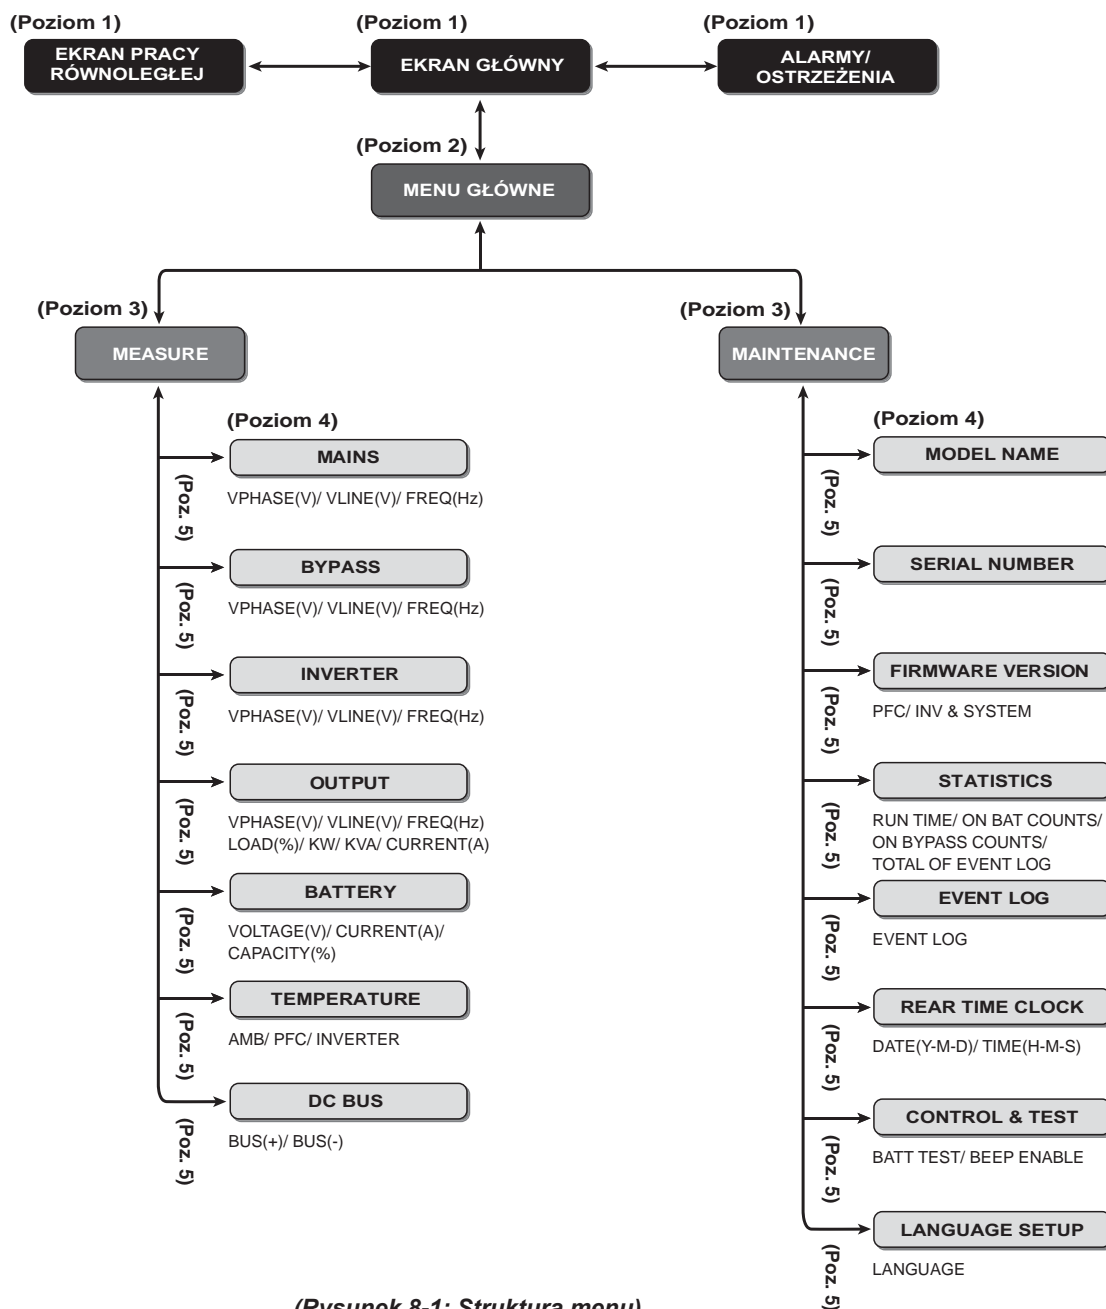 (Poziom 1)
EKRAN PRACY
RÓWNOLEGŁEJ
(Poziom 1)
EKRAN GŁÓWNY
(Poziom 1)
ALARMY/
OSTRZEŻENIA
(Poziom 2)
MENU GŁÓWNE
(Poziom 3)
MEASURE
(Poziom 4)
MAINS
(Poz. 5)
VPHASE(V)/ VLINE(V)/ FREQ(Hz)
BYPASS
(Poz. 5)
VPHASE(V)/ VLINE(V)/ FREQ(Hz)
INVERTER
(Poz. 5)
VPHASE(V)/ VLINE(V)/ FREQ(Hz)
OUTPUT
(Poz. 5)
VPHASE(V)/ VLINE(V)/ FREQ(Hz)
LOAD(%)/ KW/ KVA/ CURRENT(A)
BATTERY
(Poz. 5)
VOLTAGE(V)/ CURRENT(A)/
CAPACITY(%)
TEMPERATURE
(Poz. 5)
AMB/ PFC/ INVERTER
DC BUS
(Poz. 5)
BUS(+)/ BUS(-)
(Poziom 3)
MAINTENANCE
(Poziom 4)
MODEL NAME
(Poz. 5)
SERIAL NUMBER
(Poz. 5)
FIRMWARE VERSION
(Poz. 5)
PFC/ INV & SYSTEM
STATISTICS
(Poz. 5)
RUN TIME/ ON BAT COUNTS/
ON BYPASS COUNTS/
TOTAL OF EVENT LOG
EVENT LOG
(Poz. 5)
EVENT LOG
REAR TIME CLOCK
(Poz. 5)
DATE(Y-M-D)/ TIME(H-M-S)
CONTROL & TEST
(Poz. 5)
BATT TEST/ BEEP ENABLE
LANGUAGE SETUP
(Poz. 5)
LANGUAGE
(Rysunek 8-1: Struktura menu)